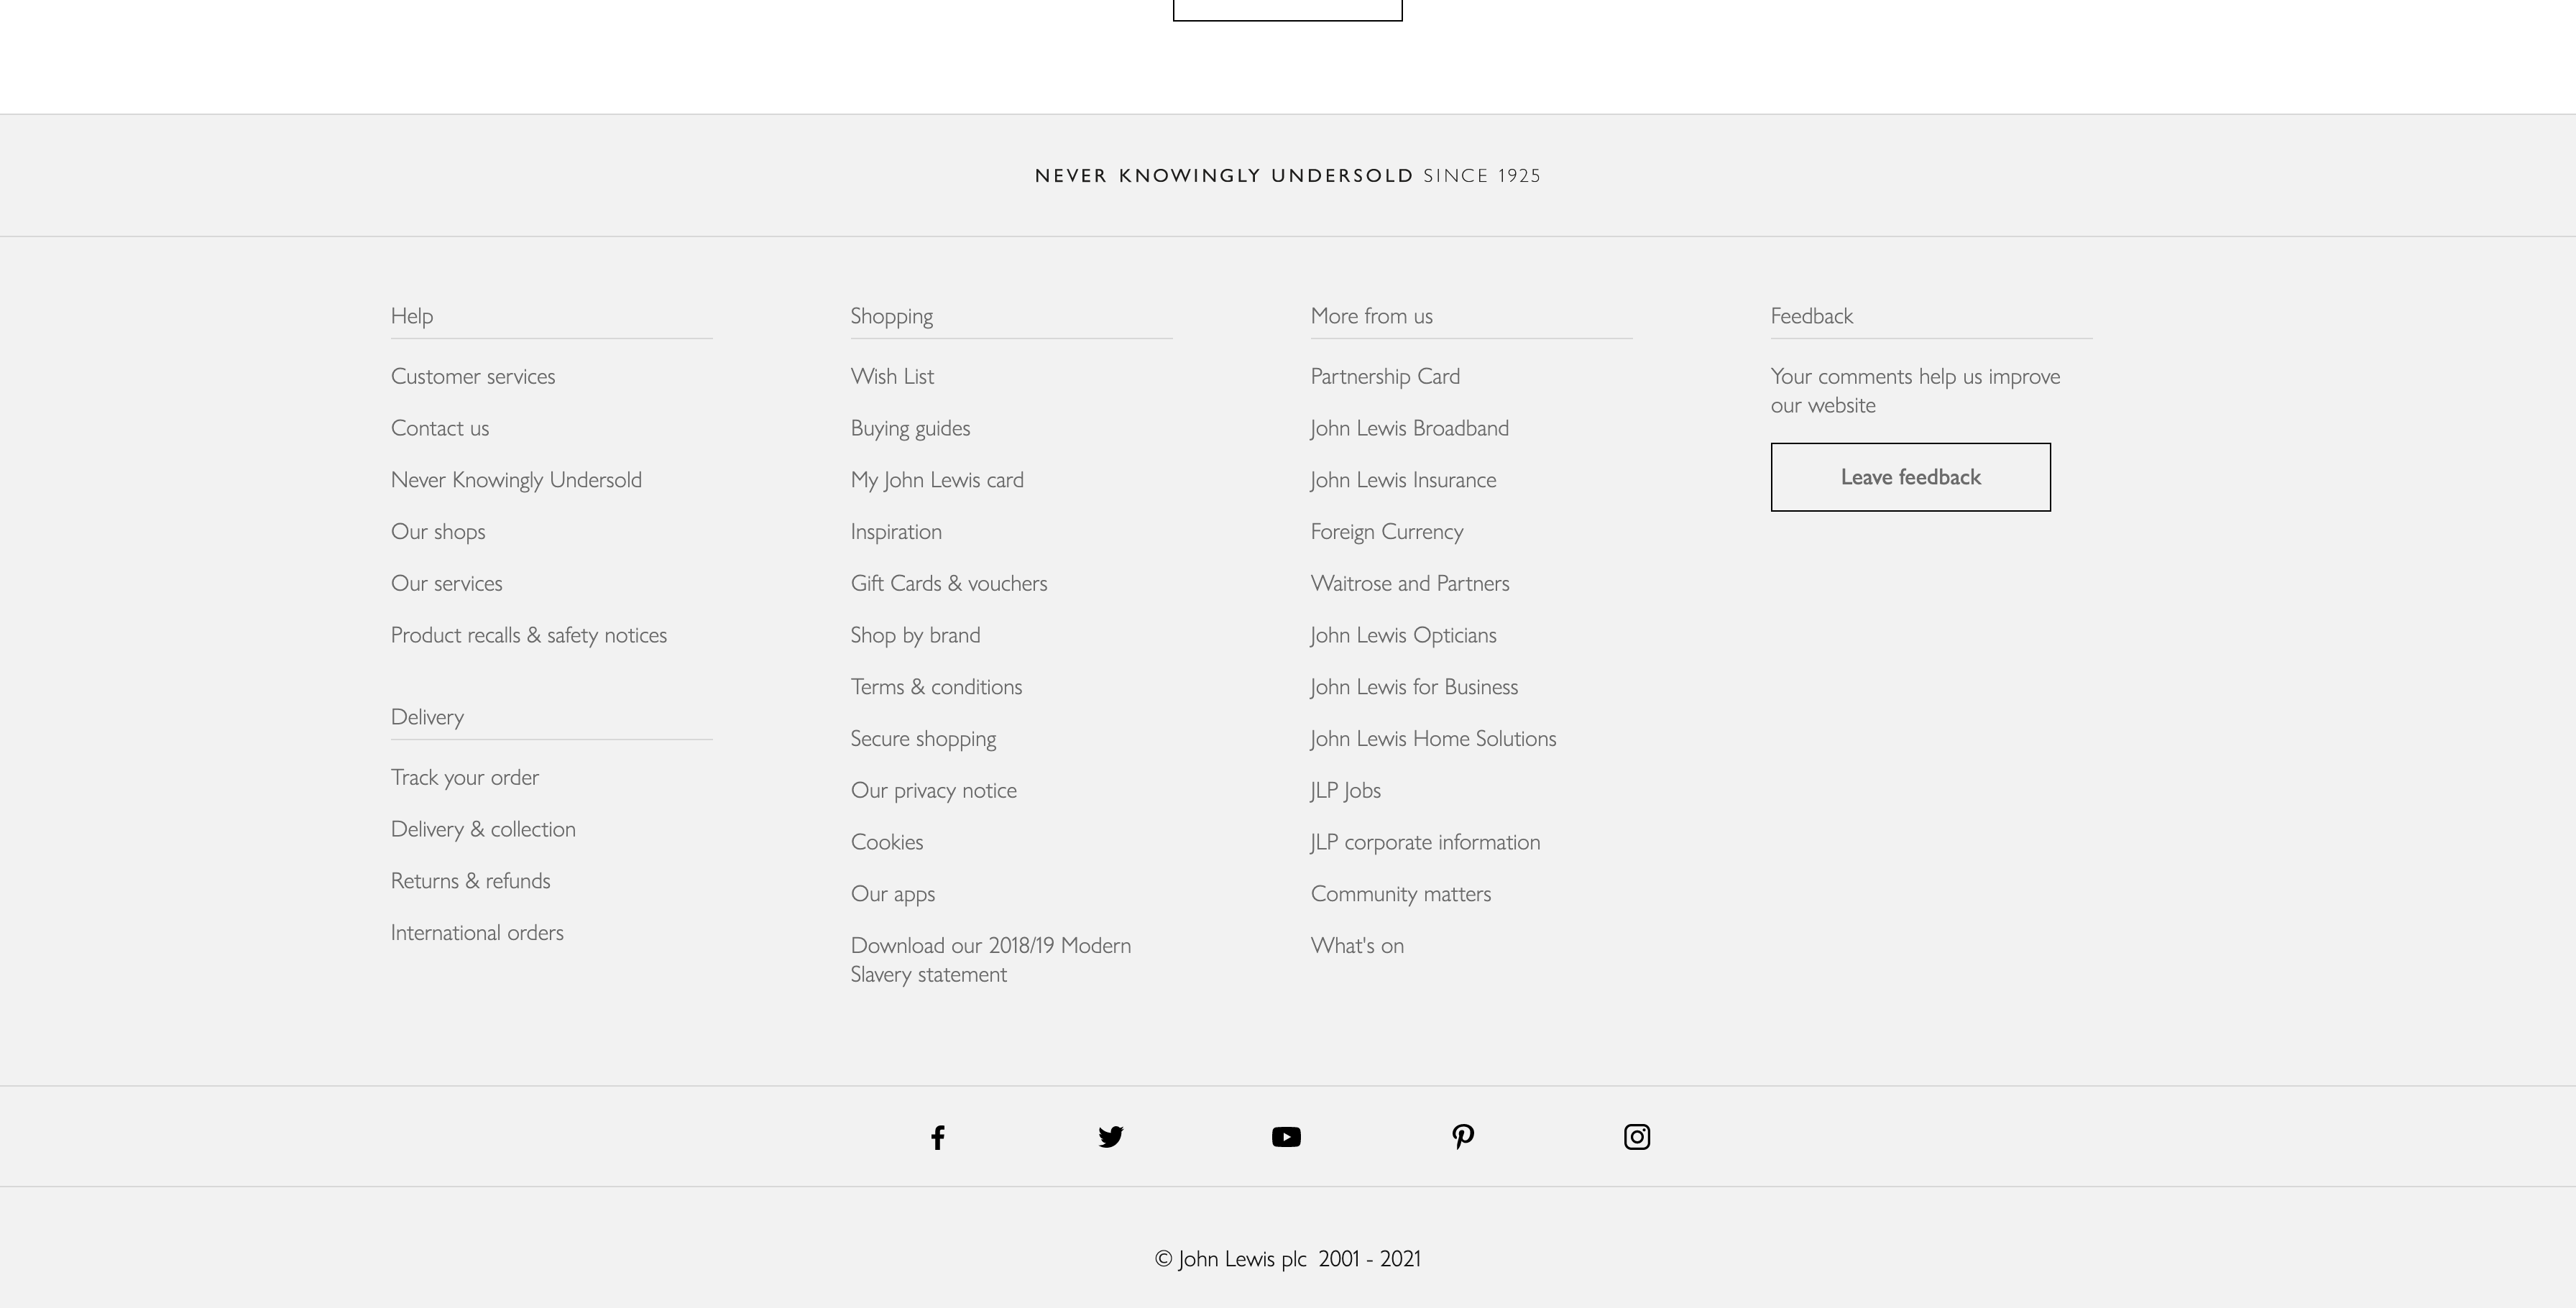 NEVER KNOWINGLY UNDERSOLD SINCE 1925
Help
Customer services
Contact us
Never Knowingly Undersold
Our shops
Our services
Product recalls & safety notices
Delivery
Track your order
Delivery & collection
Returns & refunds
International orders
Shopping
Wish List
Buying guides
My John Lewis card
Inspiration
Gift Cards & vouchers
Shop by brand
Terms & conditions
Secure shopping
Our privacy notice
Cookies
Our apps
Download our 2018/19 Modern
Slavery statement
More from us
Partnership Card
John Lewis Broadband
John Lewis Insurance
Foreign Currency
Waitrose and Partners
John Lewis Opticians
John Lewis for Business
John Lewis Home Solutions
JLP Jobs
JLP corporate information
Community matters
What's on
Feedback
Your comments help us improve
our website
Leave feedback
© John Lewis plc 2001 - 2021